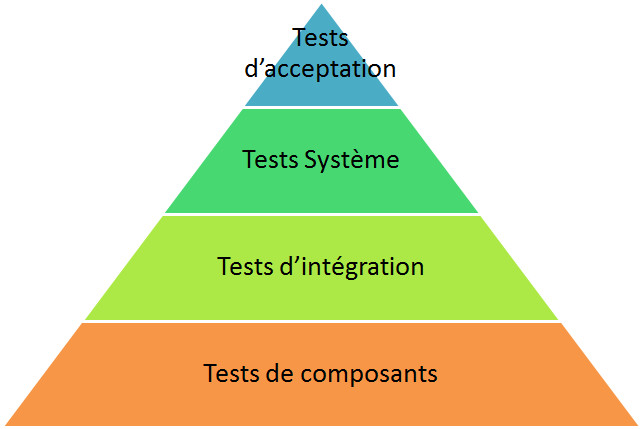 Tests
d’acceptation
Tests Système
Tests d’intégration
Tests de composants